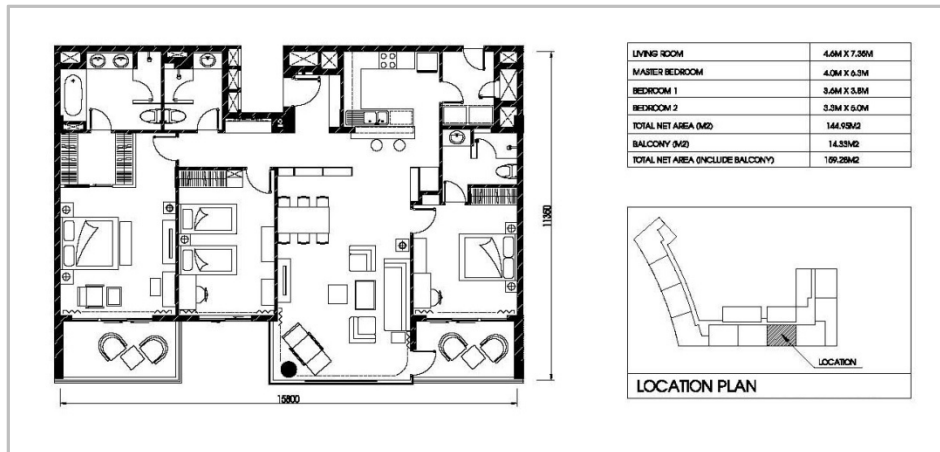 LIVING ROOM 4.6M X 7.35M
MASTER BEDROOM 4.0M X 6.3M
BEDROOM 1 3.6M X 3.8M
BEDROOM 2 3.3M X 5.0M
TOTAL NET AREA (M2) 144.95M2
BALCONY (M2) 14.33M2
TOTAL NET AREA (INCLUDE BALCONY) 159.28M2
11350
15800
LOCATION
LOCATION PLAN